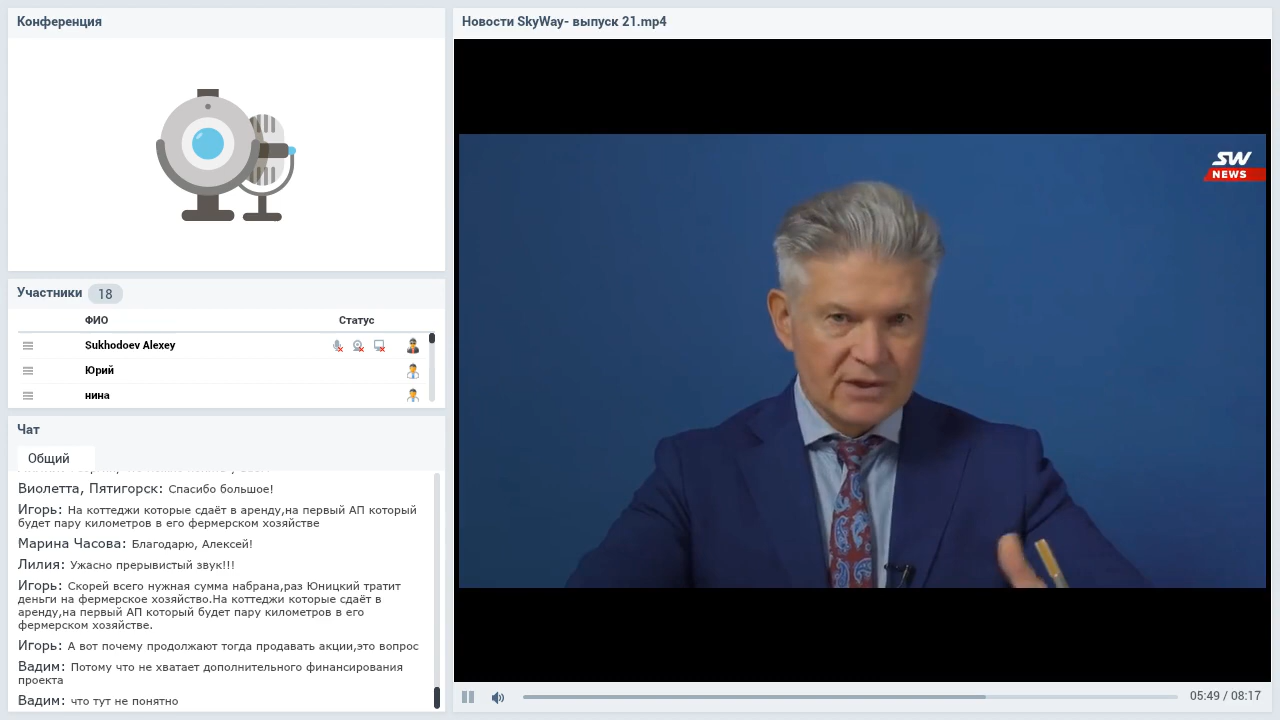 Конференция
Участники 18
ФИО Статус
Sukhodoev Alexey
Юрий
нина
Чат
Общий
Виолетта, Пятигорск: Спасибо большое!
Игорь: На коттеджи которые сдаёт в аренду,на первый АП который
будет пару километров в его фермерском хозяйстве
Марина Часова: Благодарю, Алексей!
Лилия: Ужасно прерывистый звук!!!
Игорь: Скорей всего нужная сумма набрана,раз Юницкий тратит
деньги на фермерское хозяйство.На коттеджи которые сдаёт в
аренду,на первый АП который будет пару километров в его
фермерском хозяйстве.
Игорь: А вот почему продолжают тогда продавать акции,это вопрос
Вадим: Потому что не хватает дополнительного финансирования
проекта
Вадим: что тут не понятно
Новости SkyWay- выпуск 21.mp4
SW
NEWS
05:49 / 08:17